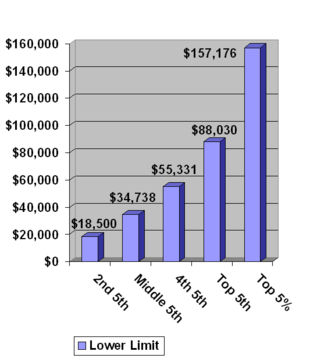 $160,000
$140,000
$120,000
$100,000
$80,000
$60,000
$40,000
$20,000
$0
$157,176
$88,030
$55,331
$34,738
$18,500
2nd 5th
Middle 5th
4th 5th
Top 5th
Top 5%
Lower Limit